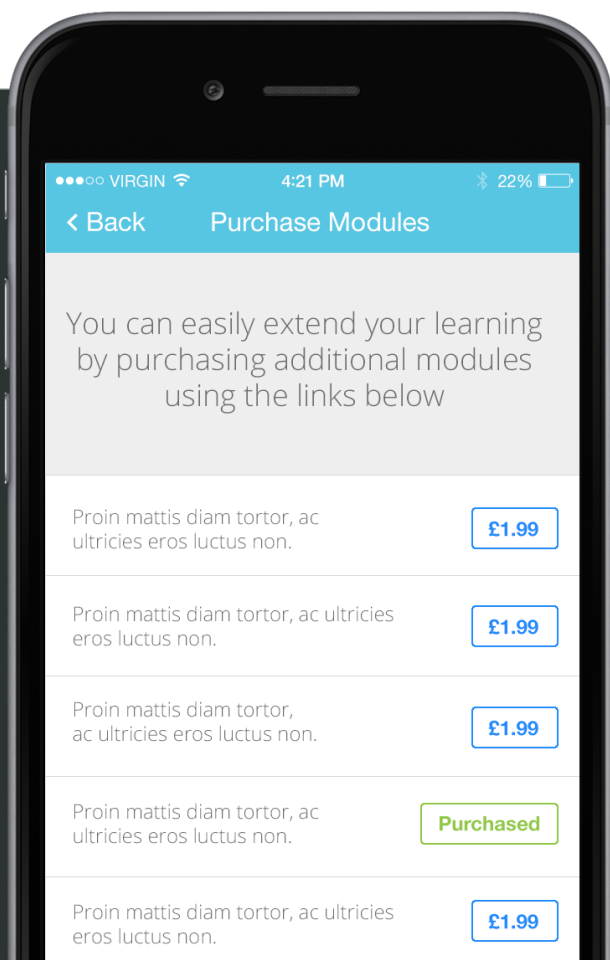 VIRGIN 4:21 PM 22%
Back Purchase Modules
You can easily extend your learning
by purchasing additional modules
using the links below
Proin mattis diam tortor, ac
ultricies eros luctus non.
£1.99
Proin mattis diam tortor, ac ultricies
eros luctus non.
£1.99
Proin mattis diam tortor,
ac ultricies eros luctus non.
£1.99
Proin mattis diam tortor, ac
ultricies eros luctus non.
Purchased
Proin mattis diam tortor, ac ultricies
eros luctus non.
£1.99